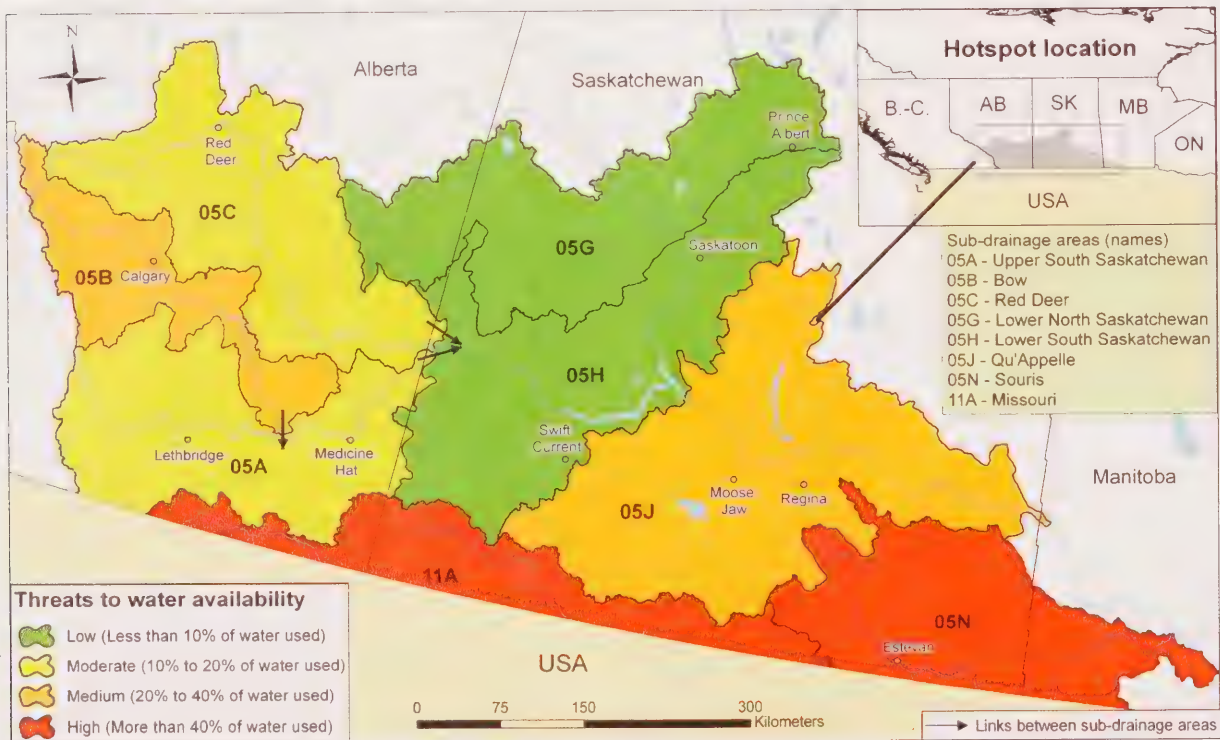 N
Alberta
Saskatchewan
Hotspot location
B.-C.
AB
SK
MB
ON
USA
Red
Deer
Prince
Albert
05C
05G
Saskatoon
05B
Calgary
Sub-drainage areas (names)
05A - Upper South Saskatchewan
05B - Bow
05C - Red Deer
05G - Lower North Saskatchewan
05H - Lower South Saskatchewan
05J - Qu'Appelle
05N - Souris
11A - Missouri
05H
Swift
Current
Lethbridge
05A
Medicine
Hat
Moose
Jaw
Regina
Manitoba
05J
11A
05N
Estevan
Threats to water availability
Low (Less than 10% of water used)
Moderate (10% to 20% of water used)
Medium (20% to 40% of water used)
High (More than 40% of water used)
USA
0 75 150 300
Kilometers
Links between sub-drainage areas